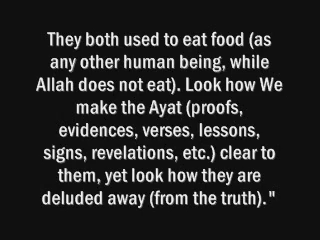 They both used to eat food (as
any other human being, while
Allah does not eat). Look how We
make the Ayat (proofs,
evidences, verses, lessons,
signs, revelations, etc.) clear to
them, yet look how they are
deluded away (from the truth)."